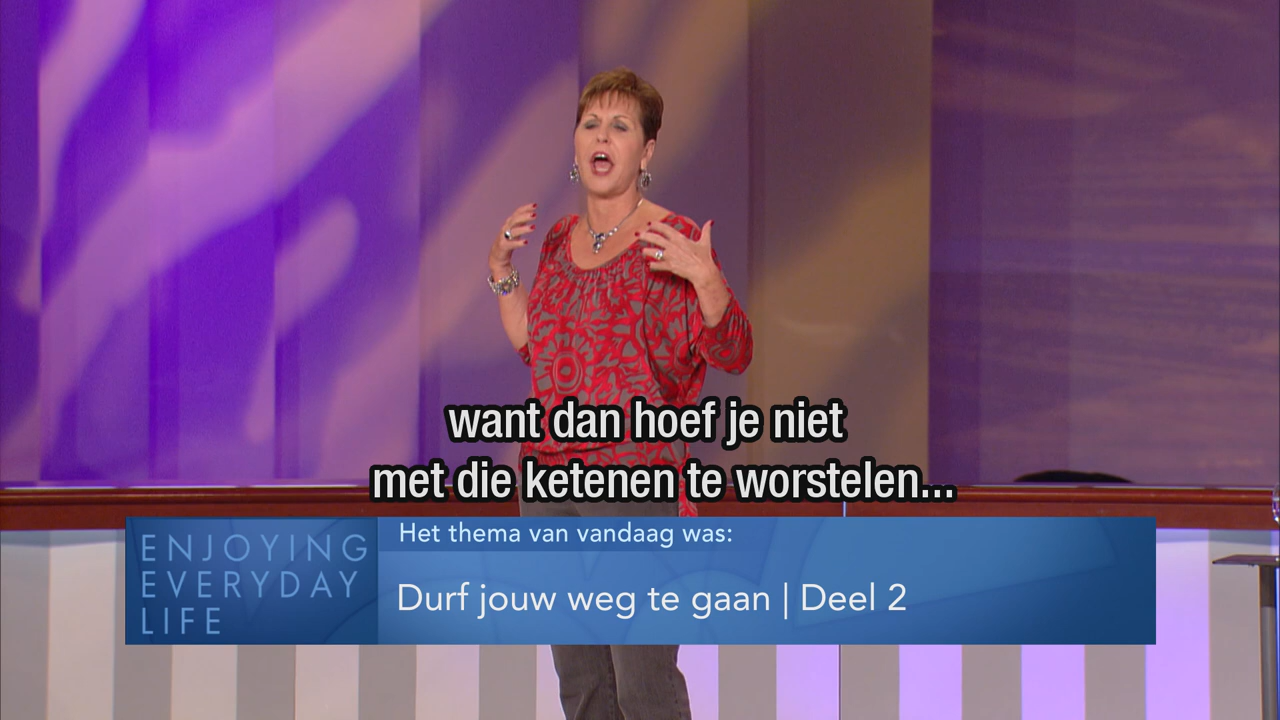 want dan hoef je niet
met die ketenen te worstelen...
ENJOYING
EVERYDAY
LIFE
Het thema van vandaag was:
Durf jouw weg te gaan | Deel 2